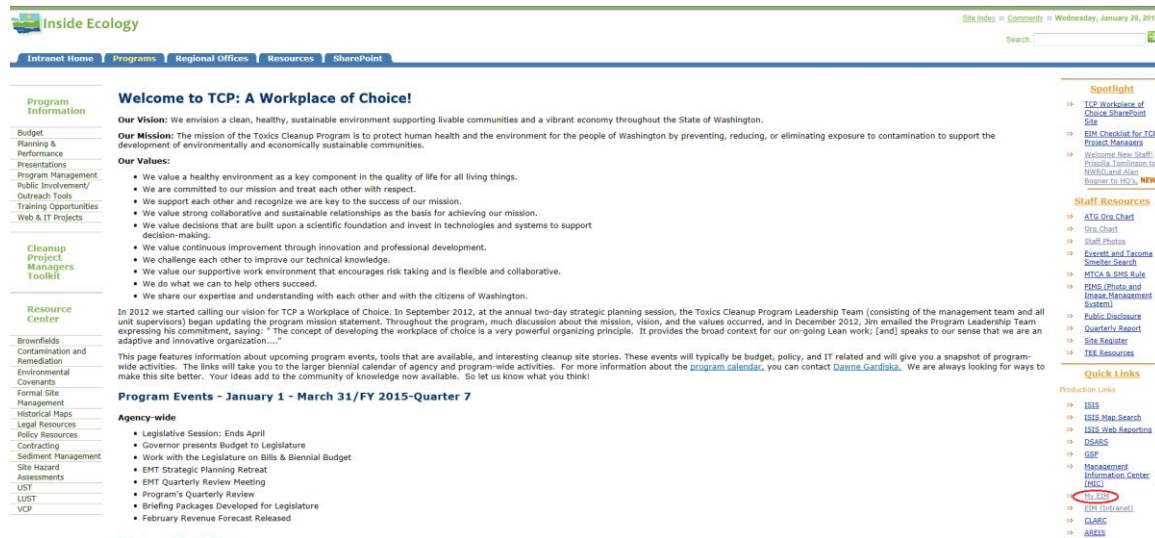 Inside Ecology
Site Index :: Comments :: Wednesday, January 28, 201
Search
Intranet Home Programs Regional Offices Resources SharePoint
Program
Information
Budget
Planning &
Performance
Presentations
Program Management
Public Involvement/
Outreach Tools
Training Opportunities
Web & IT Projects
Cleanup
Project
Managers
Toolkit
Resource
Center
Brownfields
Contamination and
Remediation
Environmental
Covenants
Formal Site
Management
Historical Maps
Legal Resources
Policy Resources
Contracting
Sediment Management
Site Hazard
Assessments
UST
LUST
VCP
Welcome to TCP: A Workplace of Choice!
Our Vision: We envision a clean, healthy, sustainable environment supporting livable communities and a vibrant economy throughout the State of Washington.
Our Mission: The mission of the Toxics Cleanup Program is to protect human health and the environment for the people of Washington by preventing, reducing, or eliminating exposure to contamination to support the
development of environmentally and economically sustainable communities.
Our Values:
• We value a healthy environment as a key component in the quality of life for all living things.
• We are committed to our mission and treat each other with respect.
• We support each other and recognize we are key to the success of our mission.
• We value strong collaborative and sustainable relationships as the basis for achieving our mission.
• We value decisions that are built upon a scientific foundation and invest in technologies and systems to support
decision-making.
• We value continuous improvement through innovation and professional development.
• We challenge each other to improve our technical knowledge.
• We value our supportive work environment that encourages risk taking and is flexible and collaborative.
• We do what we can to help others succeed.
• We share our expertise and understanding with each other and with the citizens of Washington.
In 2012 we started calling our vision for TCP a Workplace of Choice. In September 2012, at the annual two-day strategic planning session, the Toxics Cleanup Program Leadership Team (consisting of the management team and all
unit supervisors) began updating the program mission statement. Throughout the program, much discussion about the mission, vision, and the values occurred, and in December 2012, Jim emailed the Program Leadership Team
expressing his commitment, saying: " The concept of developing the workplace of choice is a very powerful organizing principle. It provides the broad context for our on-going Lean work; [and] speaks to our sense that we are an
adaptive and innovative organization...."
This page features information about upcoming program events, tools that are available, and interesting cleanup site stories. These events will typically be budget, policy, and IT related and will give you a snapshot of program-
wide activities. The links will take you to the larger biennial calendar of agency and program-wide activities. For more information about the program calendar, you can contact Dawne Gardiska. We are always looking for ways to
make this site better. Your ideas add to the community of knowledge now available. So let us know what you think!
Program Events - January 1 - March 31/FY 2015-Quarter 7
Agency-wide
• Legislative Session: Ends April
• Governor presents Budget to Legislature
• Work with the Legislature on Bills & Biennial Budget
• EMT Strategic Planning Retreat
• EMT Quarterly Review Meeting
• Program's Quarterly Review
• Briefing Packages Developed for Legislature
• February Revenue Forecast Released
Spotlight
TCP Workplace of
Choice SharePoint
Site
EIM Checklist for TCP
Project Managers
Welcome New Staff!
Priscilla Tomlinson to
NWRO,and Alan
Bogner to HQ's. NEW
Staff Resources
ATG Org Chart
Org Chart
Staff Photos
Everett and Tacoma
Smelter Search
MTCA & SMS Rule
PIMS (Photo and
Image Management
System)
Public Disclosure
Quarterly Report
Site Register
TEE Resources
Quick Links
Production Links
ISIS
ISIS Map Search
ISIS Web Reporting
DSARS
GSP
Management
Information Center
(MIC)
My EIM
EIM (Intranet)
CLARC
AREIS